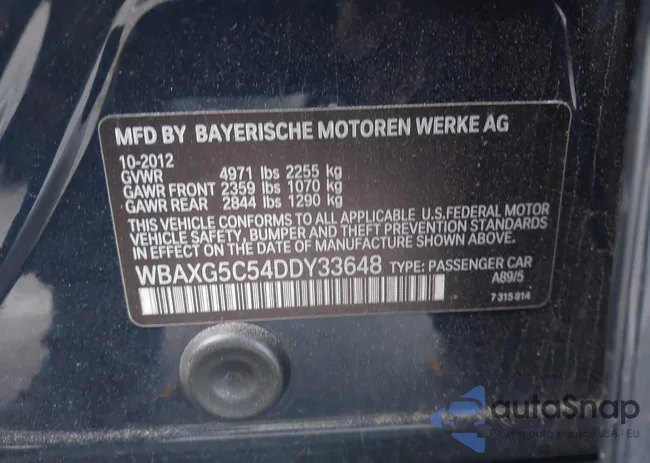 MFD BY BAYERISCHE MOTOREN WERKE AG
10-2012
GVWR 4971 lbs 2255 kg
GAWR FRONT 2359 lbs 1070 kg
GAWR REAR 2844 lbs 1290 kg
THIS VEHICLE CONFORMS TO ALL APPLICABLE U.S.FEDERAL MOTOR
VEHICLE SAFETY, BUMPER AND THEFT PREVENTION STANDARDS
IN EFFECT ON THE DATE OF MANUFACTURE SHOWN ABOVE.
WBAXG5C54DDY33648 TYPE: PASSENGER CAR
A89/5
7 315 814
autoSnap
USA - EU